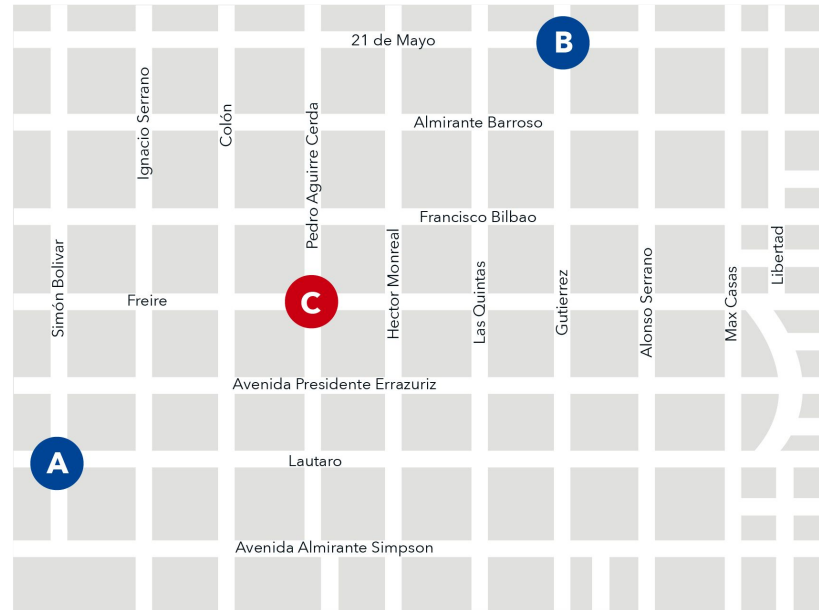 21 de Mayo
B
Ignacio Serrano
Colón
Pedro Aguirre Cerda
Almirante Barroso
Francisco Bilbao
Simón Bolivar
Freire
C
Hector Monreal
Las Quintas
Gutierrez
Alonso Serrano
Max Casas
Libertad
Avenida Presidente Errazuriz
A
Lautaro
Avenida Almirante Simpson